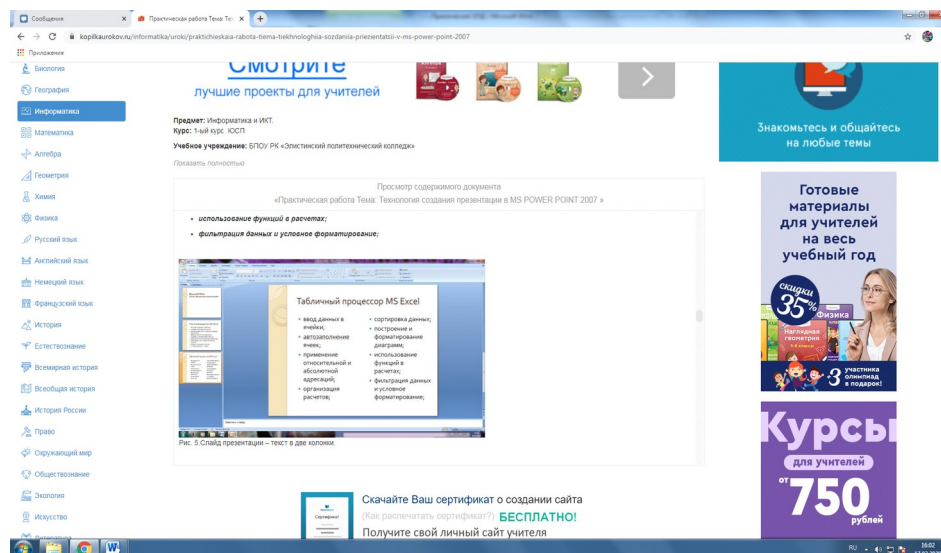 Сообщения
Практическая работа Тема: Тех
kopilkaurokov.ru/informatika/uroki/praktichieskaia-rabota-tiema-tiekhnologhiia-sozdaniia-priezientatsii-v-ms-power-point-2007
Приложения
Биология
География
Информатика
Математика
Алгебра
Геометрия
Химия
Физика
Русский язык
Английский язык
Немецкий язык
Французский язык
История
Естествознание
Всемирная история
Всеобщая история
История России
Право
Окружающий мир
Обществознание
Экология
Искусство
Смотрите
лучшие проекты для учителей
Предмет: Информатика и ИКТ.
Курс: 1-ый курс ЮСП
Учебное учреждение: БПОУ РК «Элистинский политехнический колледж»
Показать полностью
Просмотр содержимого документа
«Практическая работа Тема: Технология создания презентации в MS POWER POINT 2007 »
• использование функций в расчетах;
• фильтрация данных и условное форматирование;
Табличный процессор MS Excel
• ввод данных в
ячейки;
• автозаполнение
ячеек;
• применение
относительной и
абсолютной
адресаций;
• организация
расчетов;
• сортировка данных;
• построение и
форматирование
диаграмм;
• использование
функций в
расчетах;
• фильтрация данных
и условное
форматирование;
Рис. 5.Слайд презентации – текст в две колонки.
Скачайте Ваш сертификат о создании сайта
(Как распечатать сертификат?) БЕСПЛАТНО!
Получите свой личный сайт учителя
Знакомьтесь и общайтесь
на любые темы
Готовые
материалы
для учителей
на весь
учебный год
скидки
35%
Физика
Наглядная
геометрия
+3 участника
олимпиад
в подарок!
Курсы
для учителей
от 750
рублей
RU
16:02